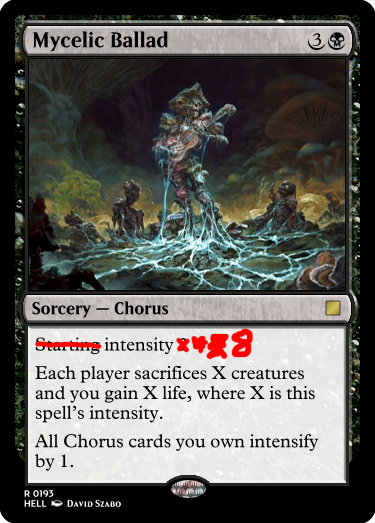 Mycelic Ballad 3
Sorcery — Chorus
Starting intensity 8
Each player sacrifices X creatures
and you gain X life, where X is this
spell's intensity.
All Chorus cards you own intensify
by 1.
R 0193
HELL DAVID SZABO